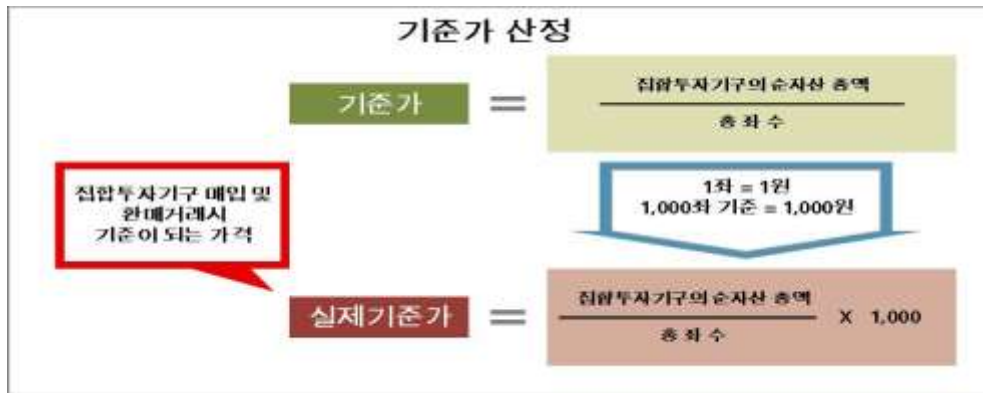 기준가 산정
기준가
=
집합투자기구의 순자산 총액
총 좌 수
집합투자기구 매입 및
환매거래시
기준이 되는 가격
1좌 = 1원
1,000좌 기준 = 1,000원
실제기준가
=
집합투자기구의 순자산 총액
총 좌 수
X 1,000